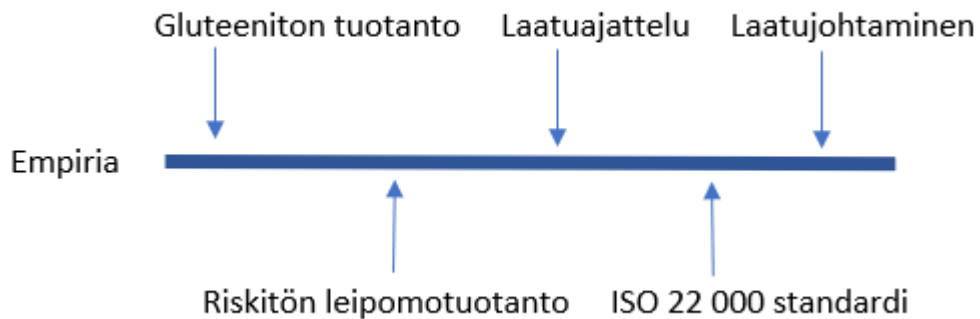 Gluteeniton tuotanto Laatuajattelu Laatujohtaminen
Empiria
Riskitön leipomotuotanto ISO 22 000 standardi